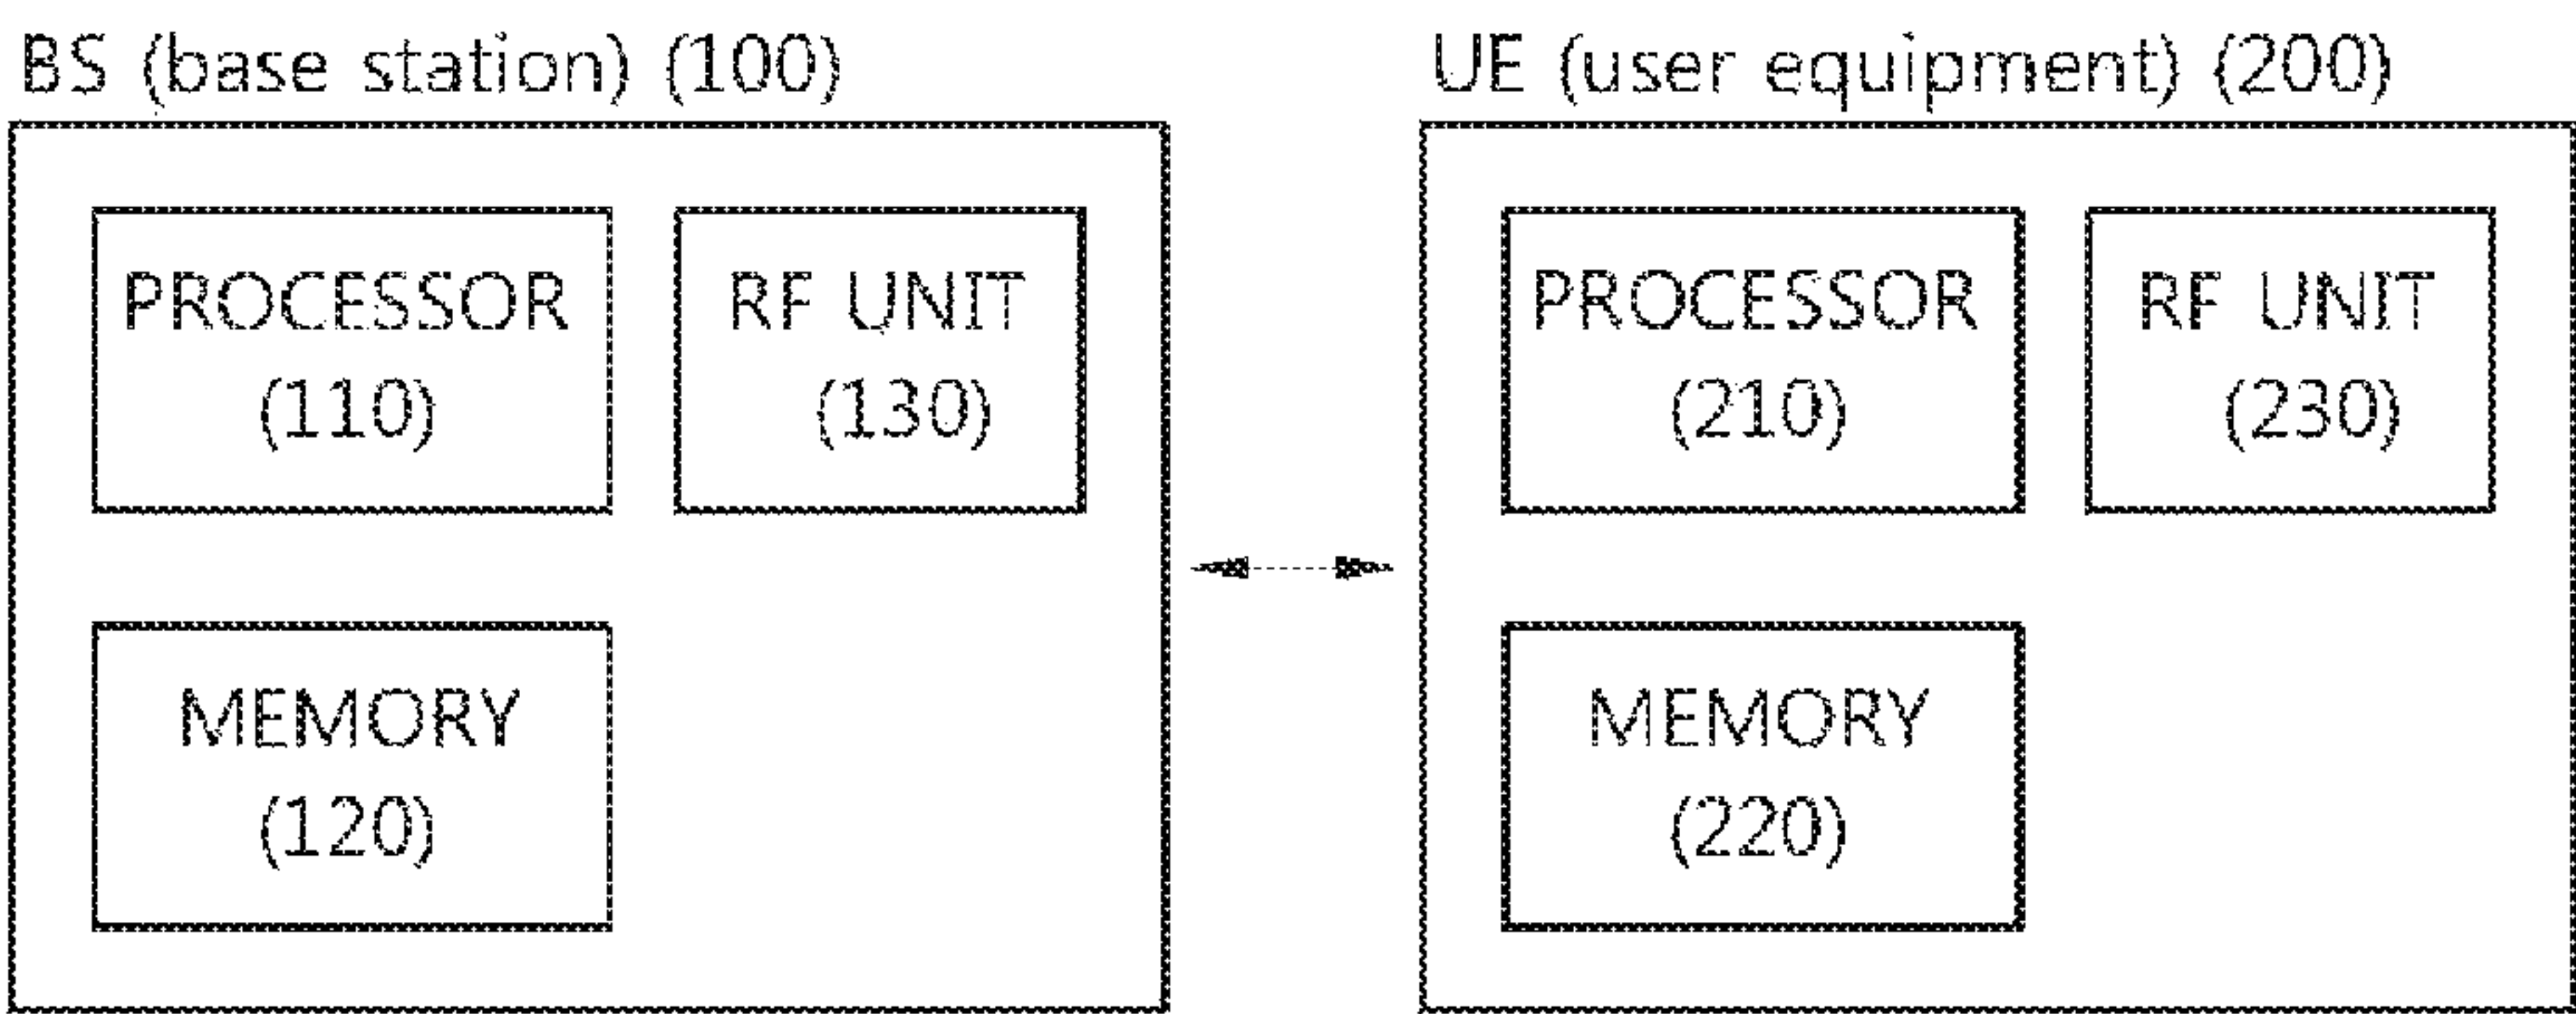 BS (base station) (100)
PROCESSOR
(110)
RF UNIT
(130)
MEMORY
(120)
UE (user equipment) (200)
PROCESSOR
(210)
RF UNIT
(230)
MEMORY
(220)